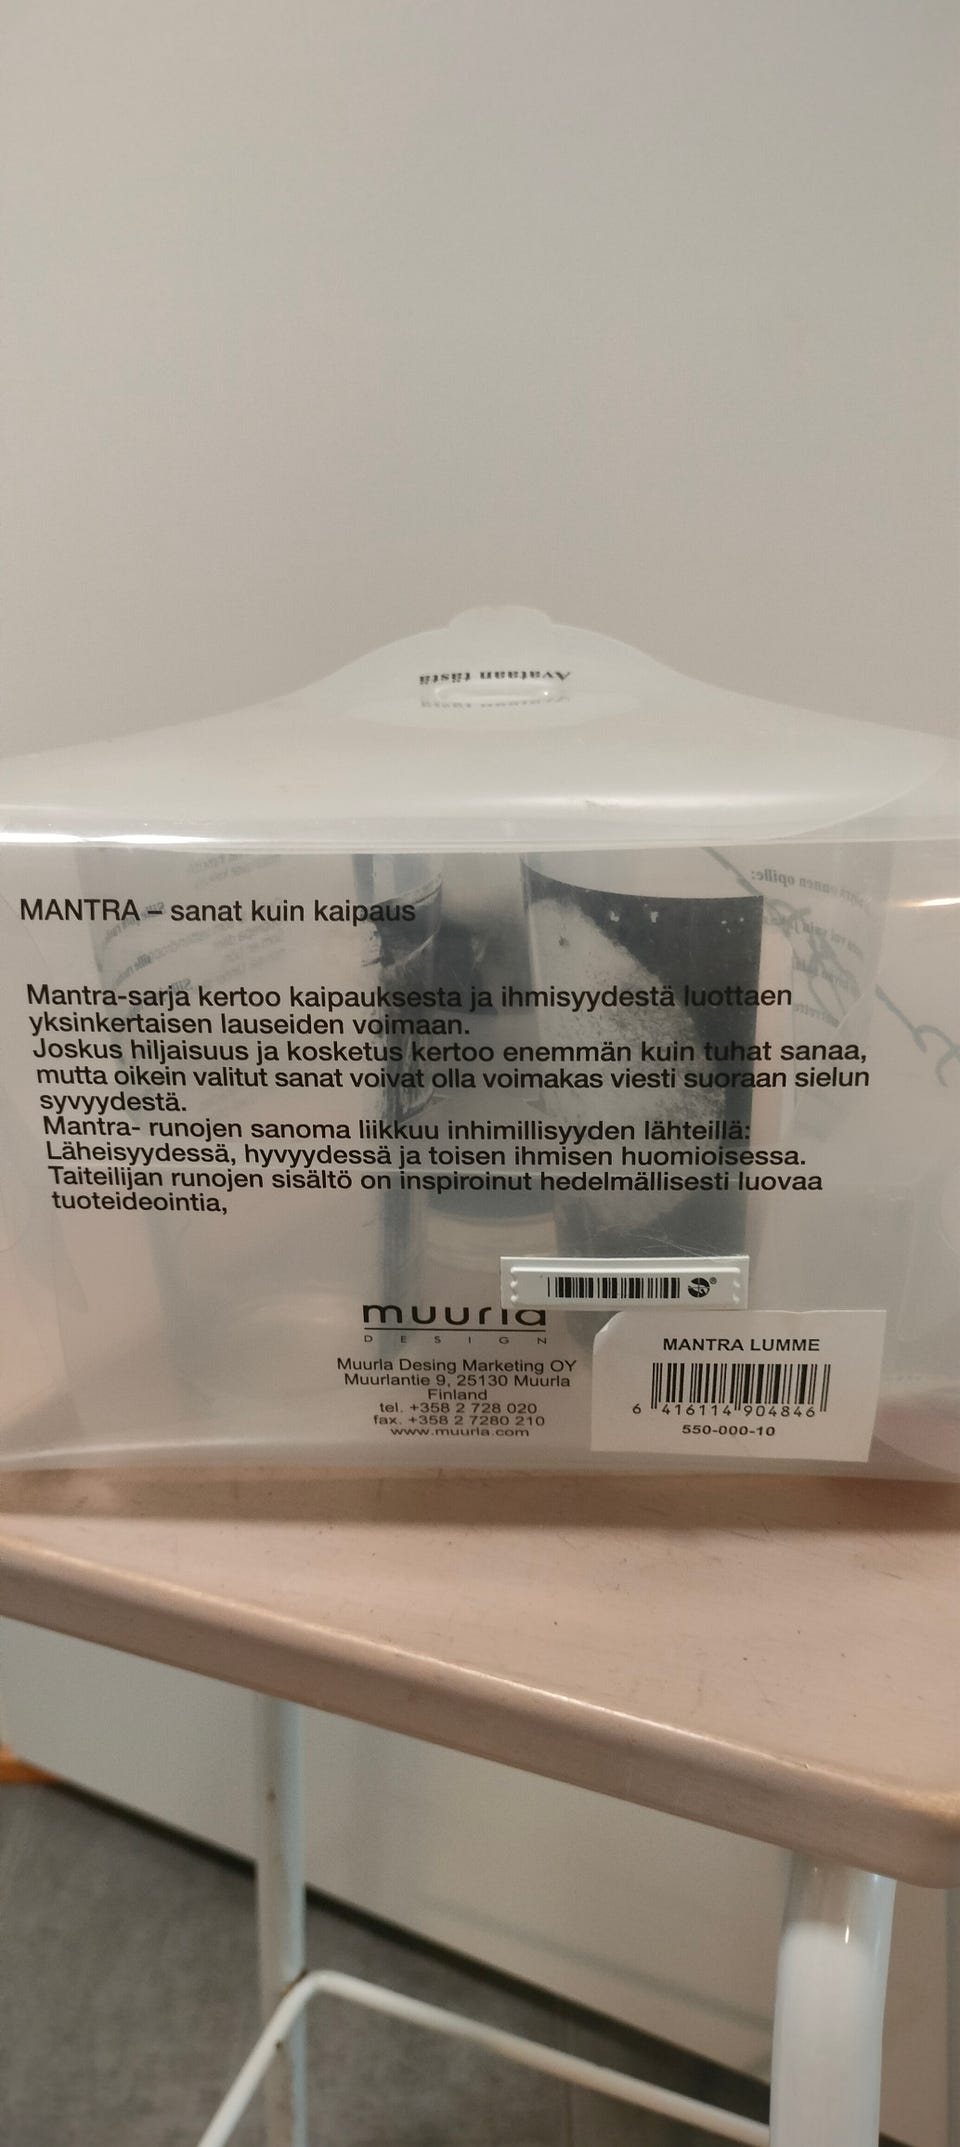 Avataan tästä
MANTRA – sanat kuin kaipaus
Mantra-sarja kertoo kaipauksesta ja ihmisyydestä luottaen
yksinkertaisen lauseiden voimaan.
Joskus hiljaisuus ja kosketus kertoo enemmän kuin tuhat sanaa,
mutta oikein valitut sanat voivat olla voimakas viesti suoraan sielun
syvyydestä.
Mantra- runojen sanoma liikkuu inhimillisyyden lähteillä:
Läheisyydessä, hyvyydessä ja toisen ihmisen huomioisessa.
Taiteilijan runojen sisältö on inspiroinut hedelmällisesti luovaa
tuoteideointia,
muurla
DESIGN
Muurla Desing Marketing OY
Muurlantie 9, 25130 Muurla
Finland
tel. +358 2 728 020
fax. +358 2 7280 210
www.muurla.com
MANTRA LUMME
6 416114 904846
550-000-10